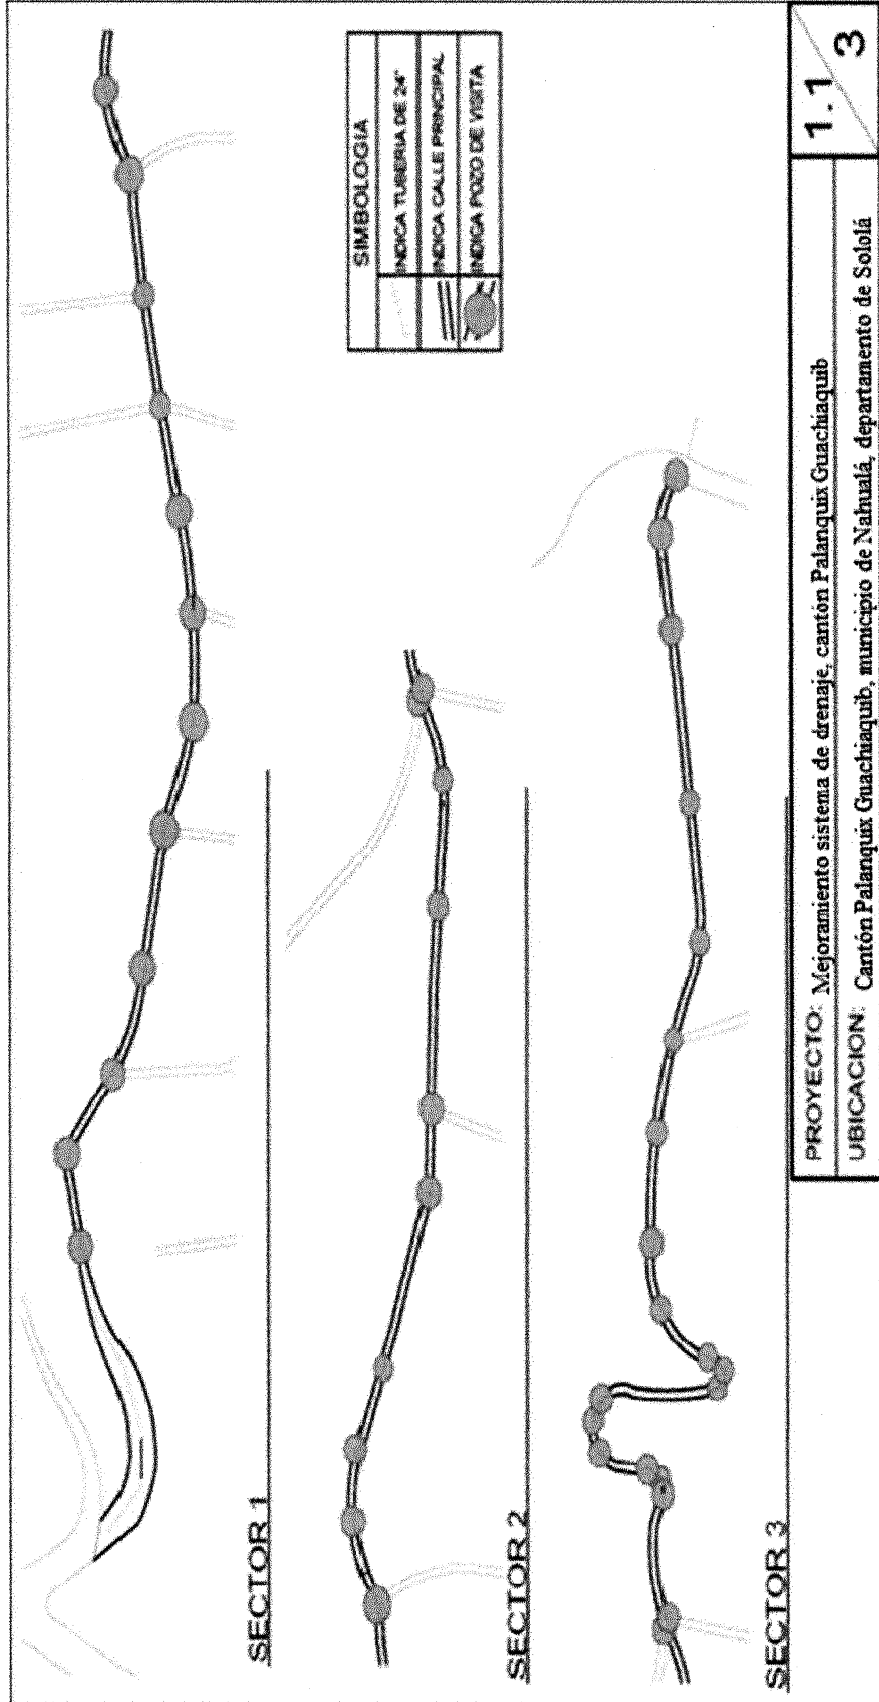 SECTOR 1
SECTOR 2
SECTOR 3
SIMBOLOGIA
INDICA TUBERIA DE 24"
INDICA CALLE PRINCIPAL
INDICA POZO DE VISITA
PROYECTO: Mejoramiento sistema de drenaje, cantón Palanquix Guachiaquib
UBICACION: Cantón Palanquix Guachiaquib, municipio de Nahualá, departamento de Sololá
1.1
3